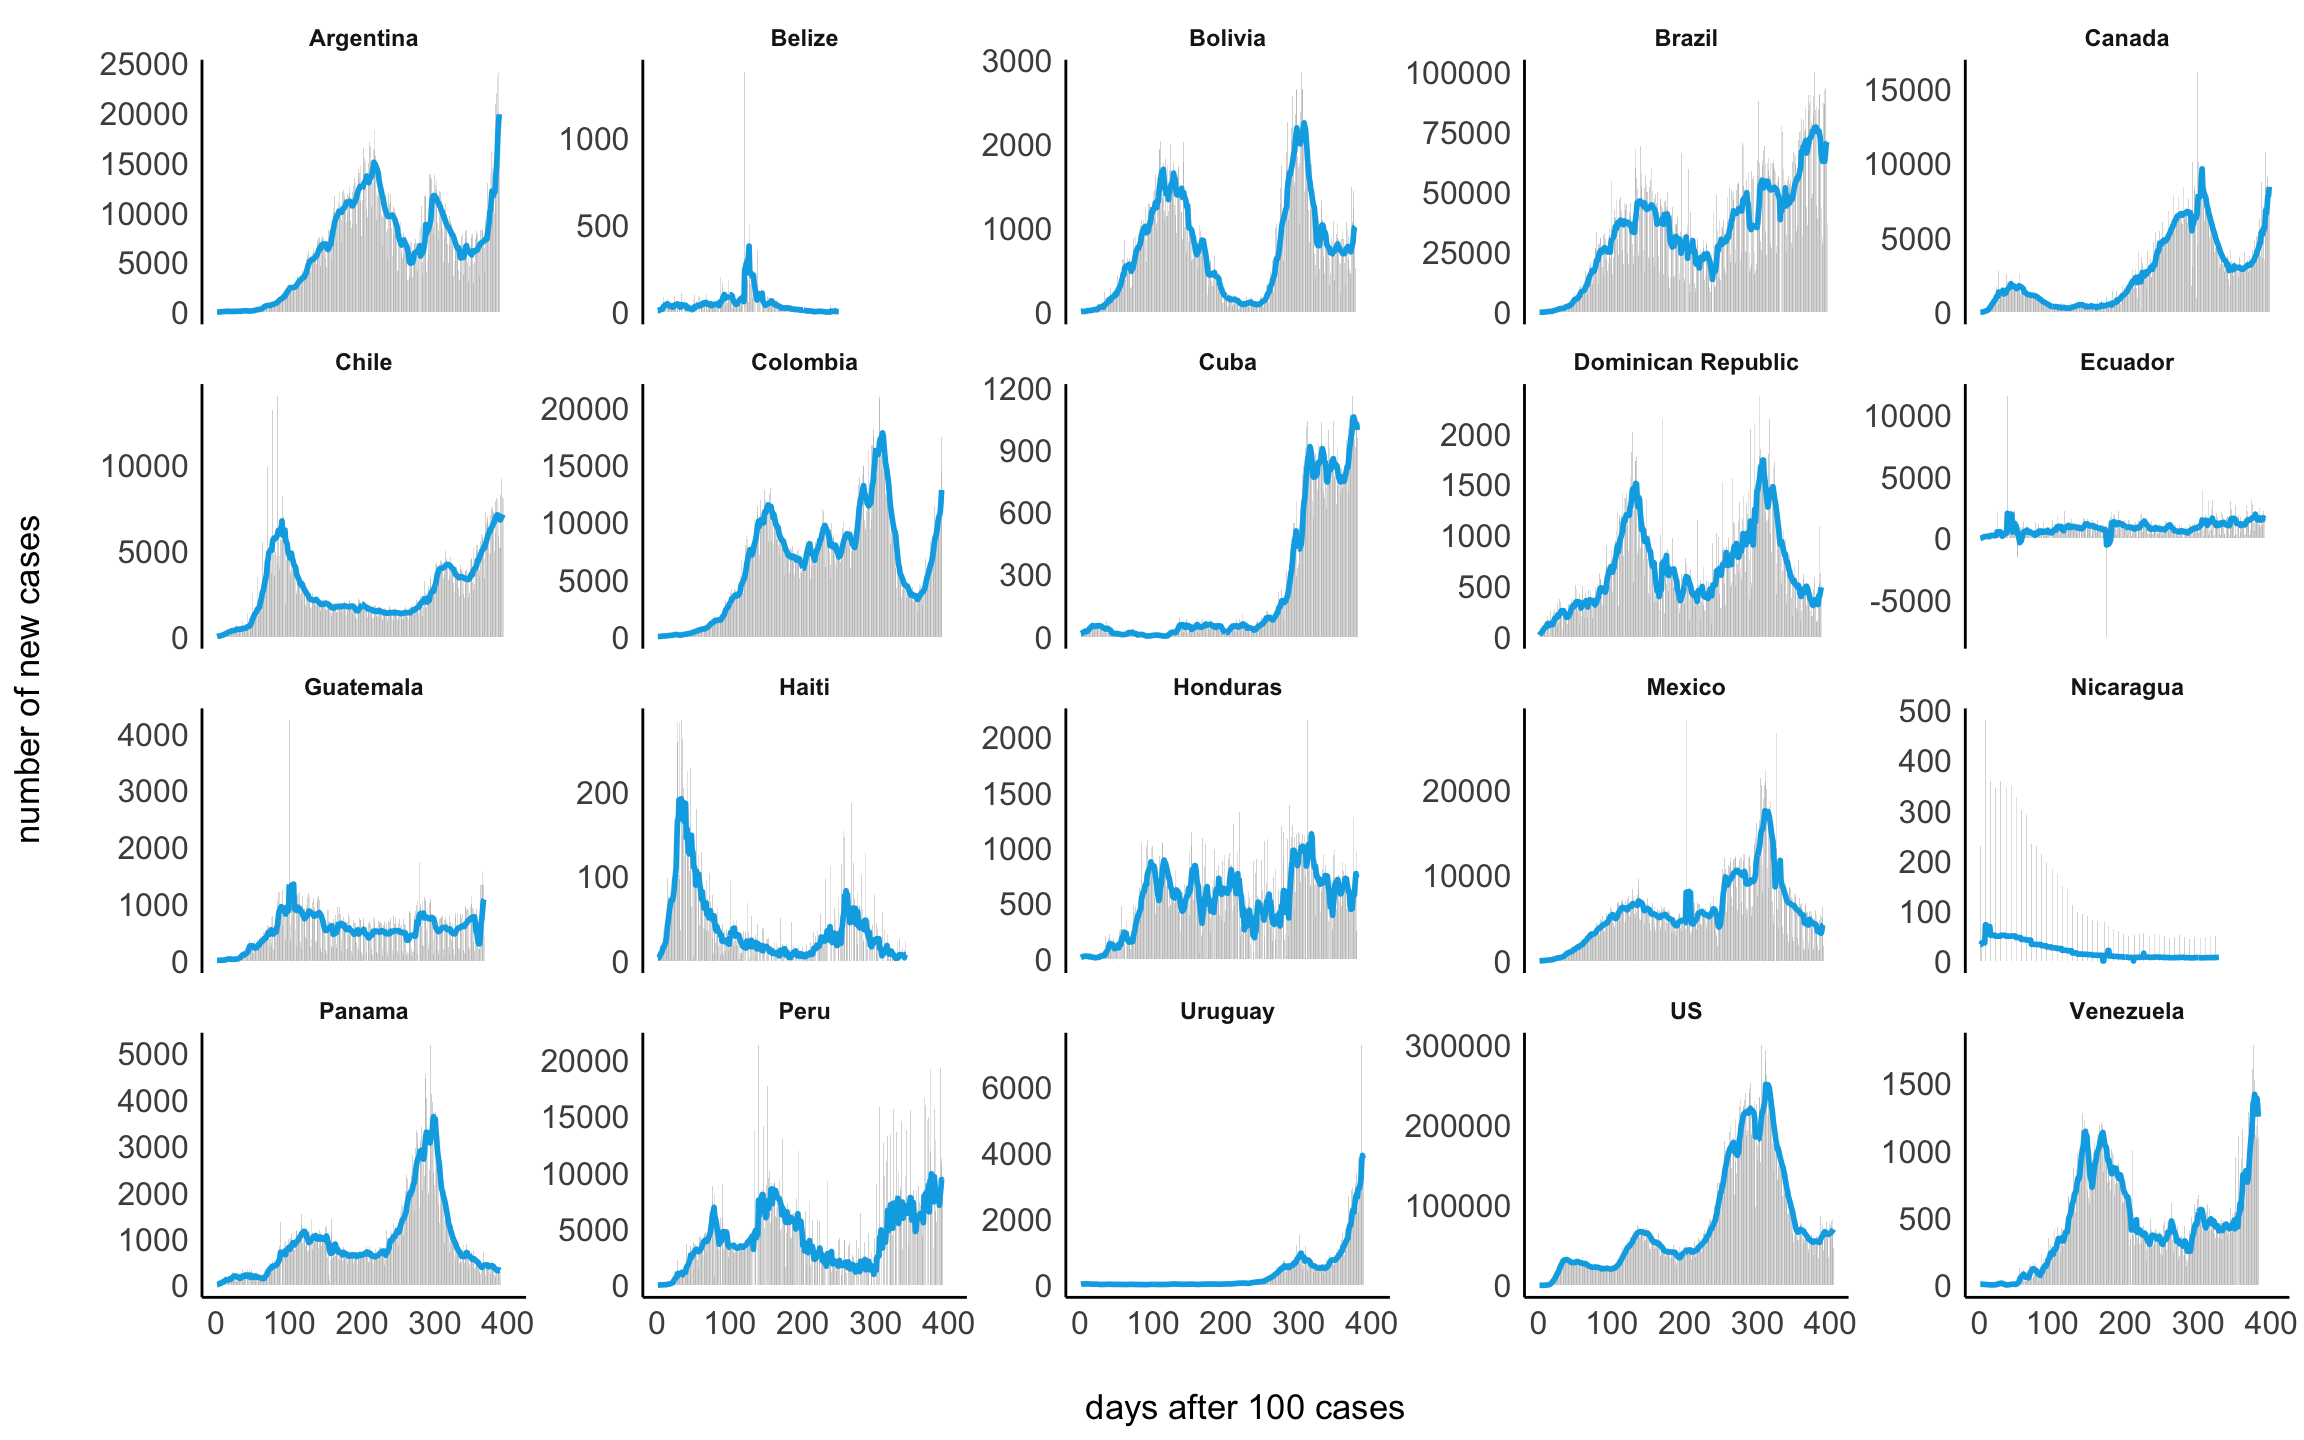 Argentina Belize Bolivia Brazil Canada
25000 20000 15000 10000 5000 0
1000 500 0
3000 2000 1000 0
100000 75000 50000 25000 0
15000 10000 5000 0
Chile Colombia Cuba Dominican Republic Ecuador
10000 5000 0
20000 15000 10000 5000 0
1200 900 600 300 0
2000 1500 1000 500 0
10000 5000 0 -5000
number of new cases
Guatemala Haiti Honduras Mexico Nicaragua
4000 3000 2000 1000 0
200 100 0
2000 1500 1000 500 0
20000 10000 0
500 400 300 200 100 0
Panama Peru Uruguay US Venezuela
5000 4000 3000 2000 1000 0
20000 15000 10000 5000 0
6000 4000 2000 0
300000 200000 100000 0
1500 1000 500 0
0 100 200 300 400 0 100 200 300 400 0 100 200 300 400 0 100 200 300 400 0 100 200 300 400
days after 100 cases